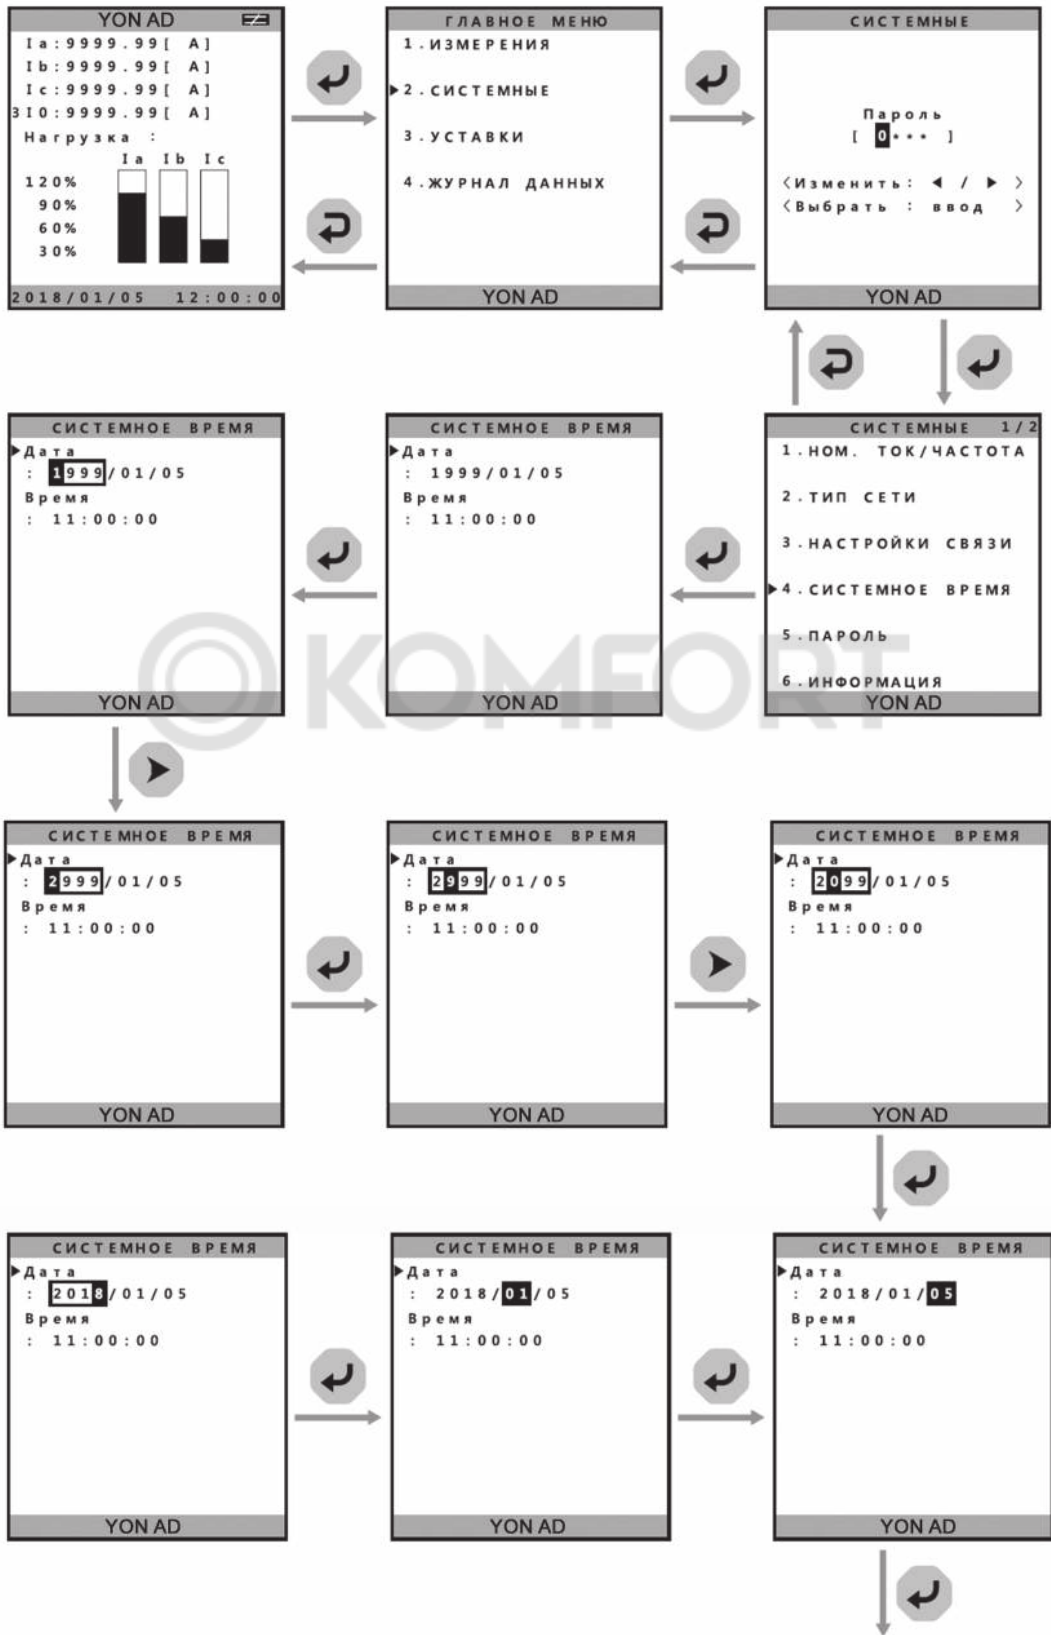 YON AD
Ia:9999.99[ A]
Ib:9999.99[ A]
Ic:9999.99[ A]
3I0:9999.99[ A]
Нагрузка :
Ia Ib Ic
120%
90%
60%
30%
2018/01/05 12:00:00
ГЛАВНОЕ МЕНЮ
1.ИЗМЕРЕНИЯ
2.СИСТЕМНЫЕ
3.УСТАВКИ
4.ЖУРНАЛ ДАННЫХ
YON AD
СИСТЕМНЫЕ
Пароль
[ 0*** ]
<Изменить: ◀ / ▶ >
<Выбрать : ввод >
YON AD
СИСТЕМНОЕ ВРЕМЯ
▶Дата
: 1999/01/05
Время
: 11:00:00
YON AD
СИСТЕМНОЕ ВРЕМЯ
▶Дата
: 1999/01/05
Время
: 11:00:00
YON AD
СИСТЕМНЫЕ 1/2
1.НОМ. ТОК/ЧАСТОТА
2.ТИП СЕТИ
3.НАСТРОЙКИ СВЯЗИ
▶4.СИСТЕМНОЕ ВРЕМЯ
5.ПАРОЛЬ
6.ИНФОРМАЦИЯ
YON AD
KOMFORT
СИСТЕМНОЕ ВРЕМЯ
▶Дата
: 2999/01/05
Время
: 11:00:00
YON AD
СИСТЕМНОЕ ВРЕМЯ
▶Дата
: 2999/01/05
Время
: 11:00:00
YON AD
СИСТЕМНОЕ ВРЕМЯ
▶Дата
: 2099/01/05
Время
: 11:00:00
YON AD
СИСТЕМНОЕ ВРЕМЯ
▶Дата
: 2018/01/05
Время
: 11:00:00
YON AD
СИСТЕМНОЕ ВРЕМЯ
▶Дата
: 2018/01/05
Время
: 11:00:00
YON AD
СИСТЕМНОЕ ВРЕМЯ
▶Дата
: 2018/01/05
Время
: 11:00:00
YON AD